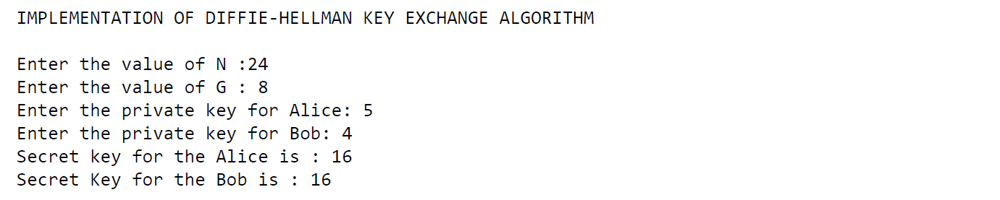 IMPLEMENTATION OF DIFFIE-HELLMAN KEY EXCHANGE ALGORITHM
Enter the value of N :24
Enter the value of G : 8
Enter the private key for Alice: 5
Enter the private key for Bob: 4
Secret key for the Alice is : 16
Secret Key for the Bob is : 16